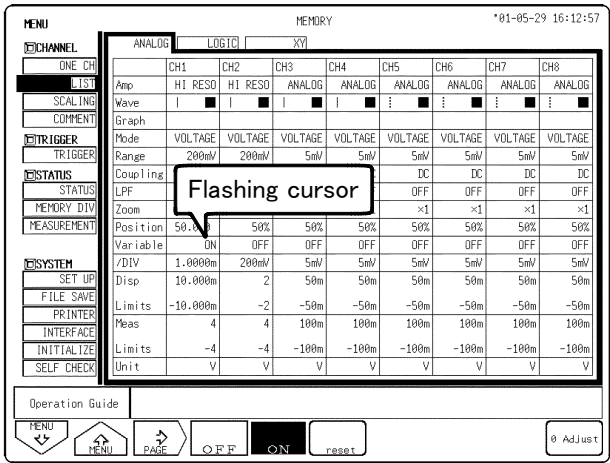 MENU MEMORY '01-05-29 16:12:57
CHANNEL ANALOG LOGIC XY
ONE CH CH1 CH2 CH3 CH4 CH5 CH6 CH7 CH8
LIST Amp HI RESO HI RESO ANALOG ANALOG ANALOG ANALOG ANALOG ANALOG
SCALING Wave
COMMENT Graph
TRIGGER Mode VOLTAGE VOLTAGE VOLTAGE VOLTAGE VOLTAGE VOLTAGE VOLTAGE VOLTAGE
TRIGGER Range 200mV 200mV 5mV 5mV 5mV 5mV 5mV 5mV
STATUS Coupling DC DC DC DC
STATUS LPF OFF OFF OFF OFF
MEMORY DIV Zoom ×1 ×1 ×1 ×1
Flashing cursor
MEASUREMENT Position 50% 50% 50% 50% 50% 50% 50%
Variable ON OFF OFF OFF OFF OFF OFF OFF
SYSTEM /DIV 1.0000m 200mV 5mV 5mV 5mV 5mV 5mV 5mV
SET UP Disp 10.000m 2 50m 50m 50m 50m 50m 50m
FILE SAVE Limits -10.000m -2 -50m -50m -50m -50m -50m -50m
PRINTER Meas 4 4 100m 100m 100m 100m 100m 100m
INTERFACE
INITIALIZE Limits -4 -4 -100m -100m -100m -100m -100m -100m
SELF CHECK Unit V V V V V V V V
Operation Guide
MENU MENU PAGE OFF ON reset 0 Adjust